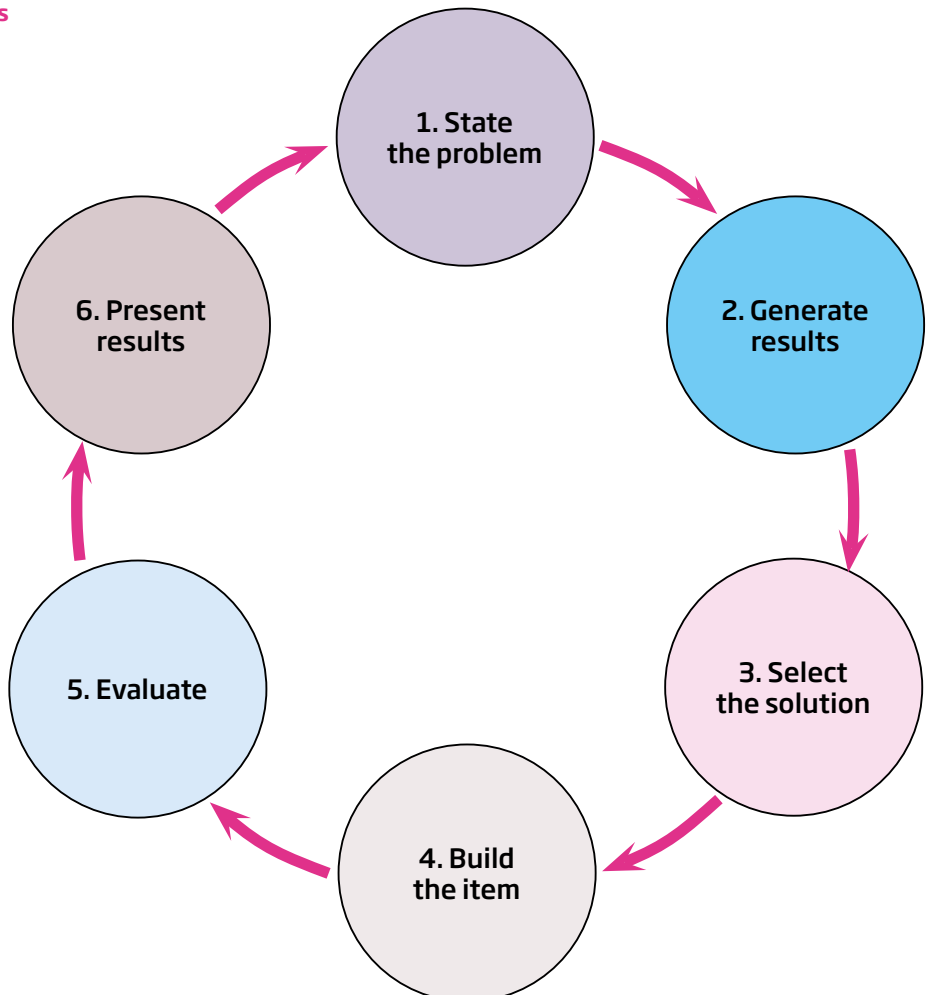 s
1. State
the problem
2. Generate
results
3. Select
the solution
4. Build
the item
5. Evaluate
6. Present
results